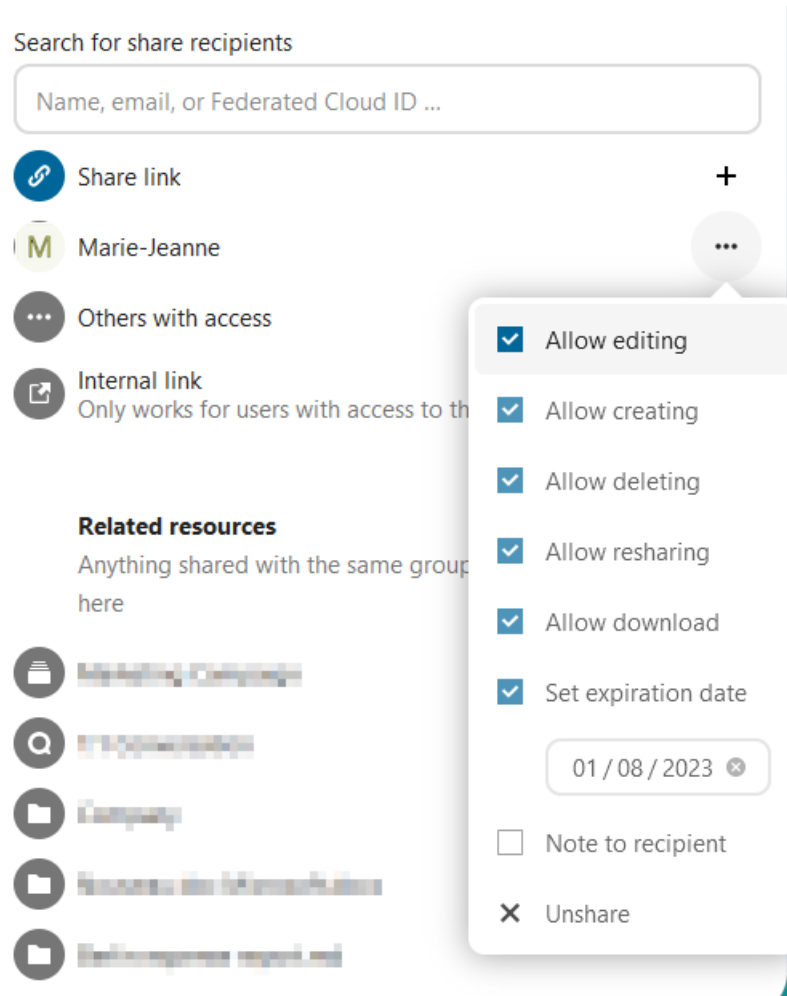 Search for share recipients
Name, email, or Federated Cloud ID ...
Share link
M Marie-Jeanne
Others with access
Internal link
Only works for users with access to th
Allow editing
Allow creating
Allow deleting
Allow resharing
Allow download
Set expiration date
01 / 08 / 2023
Note to recipient
Unshare
Related resources
Anything shared with the same group
here